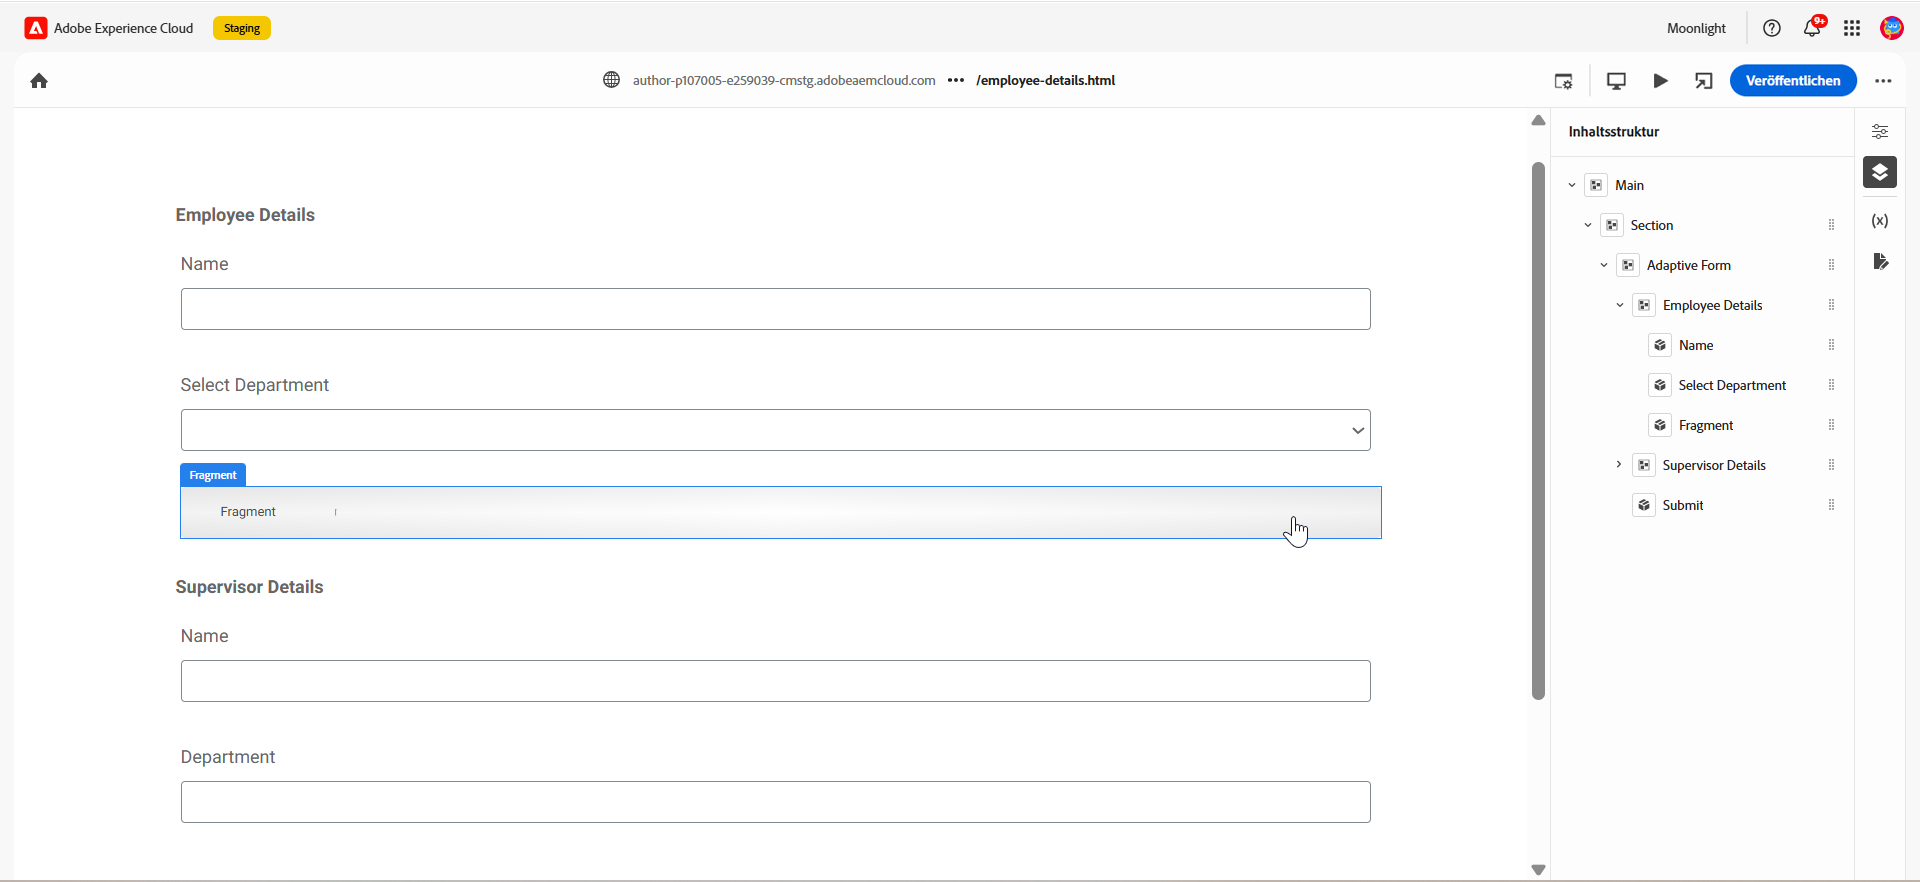 Adobe Experience Cloud Staging Moonlight 9+
author-p107005-e259039-cmstg.adobeaemcloud.com ••• /employee-details.html Veröffentlichen
Employee Details
Name
Select Department
Fragment
Fragment
Supervisor Details
Name
Department
Inhaltsstruktur
Main
Section
Adaptive Form
Employee Details
Name
Select Department
Fragment
Supervisor Details
Submit
(x)